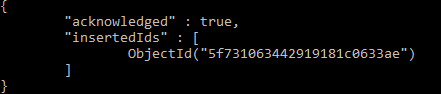 {
"acknowledged" : true,
"insertedIds" : [
ObjectId("5f731063442919181c0633ae")
]
}